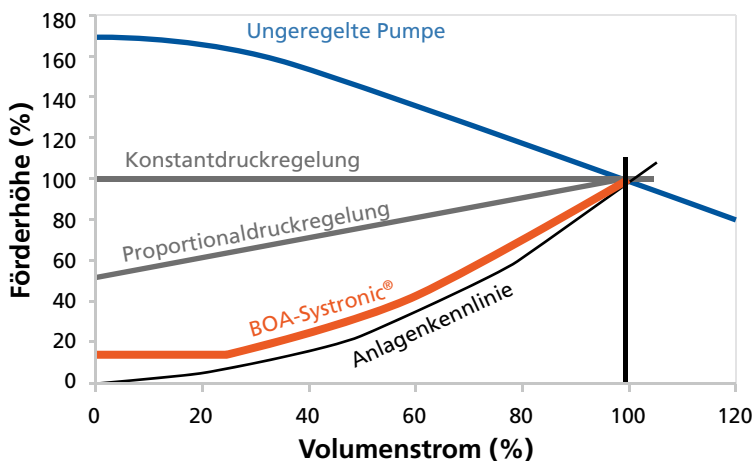 Förderhöhe (%)
180
160
140
120
100
80
60
40
20
0
Ungeregelte Pumpe
Konstantdruckregelung
Proportionaldruckregelung
BOA-Systronic®
Anlagenkennlinie
0 20 40 60 80 100 120
Volumenstrom (%)